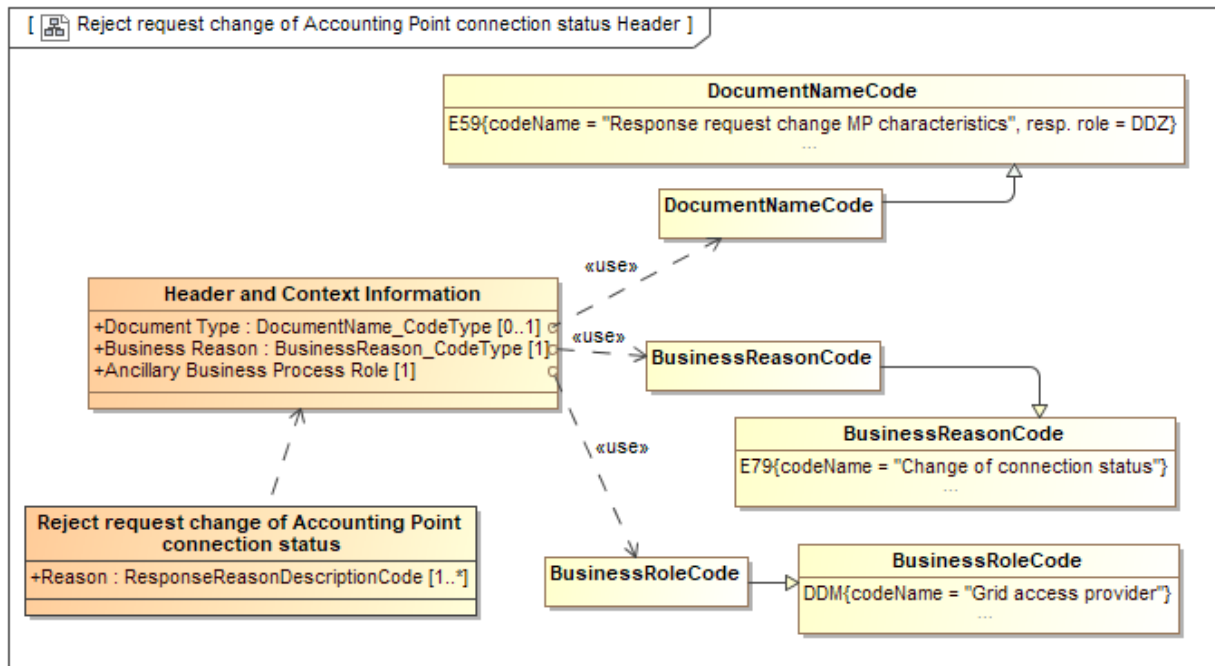 [ Reject request change of Accounting Point connection status Header ]
DocumentNameCode
E59{codeName = "Response request change MP characteristics", resp. role = DDZ}
...
DocumentNameCode
«use»
Header and Context Information
+Document Type : DocumentName_CodeType [0..1]
+Business Reason : BusinessReason_CodeType [1]
+Ancillary Business Process Role [1]
«use»
BusinessReasonCode
BusinessReasonCode
E79{codeName = "Change of connection status"}
...
«use»
Reject request change of Accounting Point
connection status
+Reason : ResponseReasonDescriptionCode [1..*]
BusinessRoleCode
BusinessRoleCode
DDM{codeName = "Grid access provider"}
...